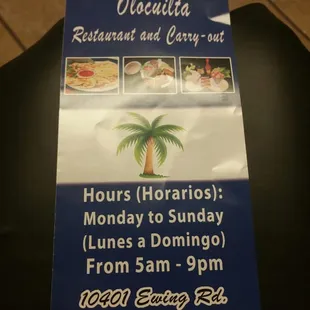 Olocuilta
Restaurant and Carry-out
Hours (Horarios):
Monday to Sunday
(Lunes a Domingo)
From 5am - 9pm
10401 Ewing Rd.